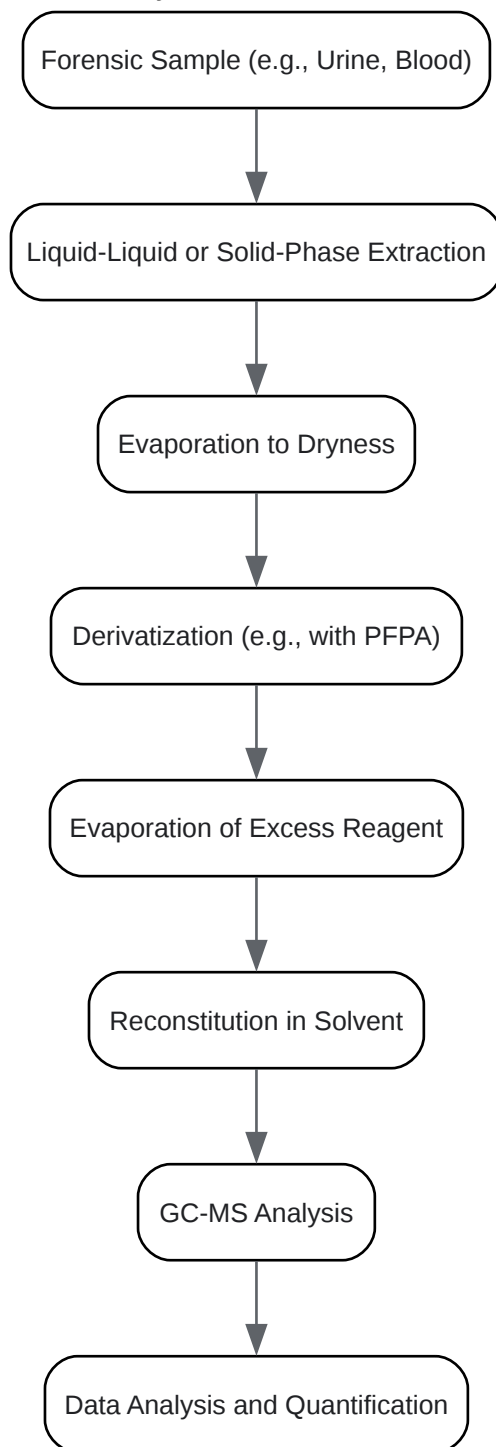 Forensic Sample (e.g., Urine, Blood)
Liquid-Liquid or Solid-Phase Extraction
Evaporation to Dryness
Derivatization (e.g., with PFPA)
Evaporation of Excess Reagent
Reconstitution in Solvent
GC-MS Analysis
Data Analysis and Quantification